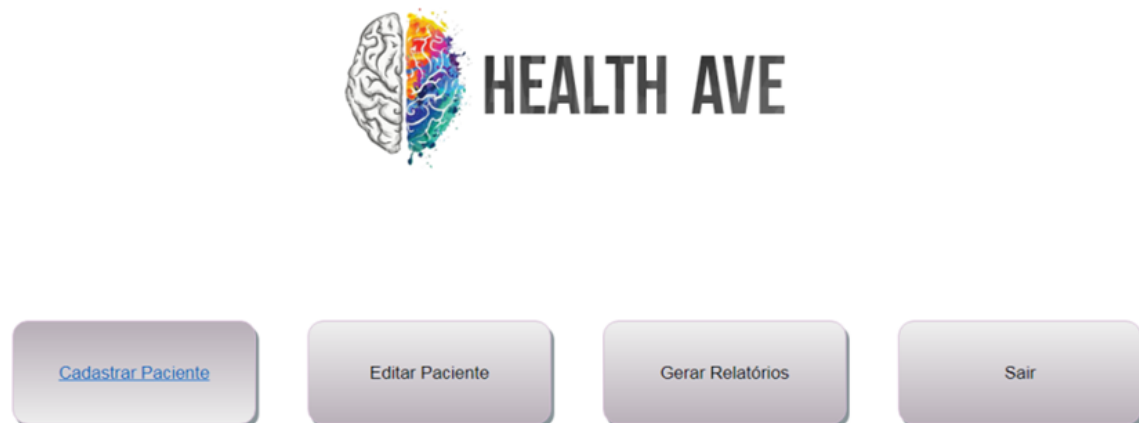 HEALTH AVE
Cadastrar Paciente
Editar Paciente
Gerar Relatórios
Sair